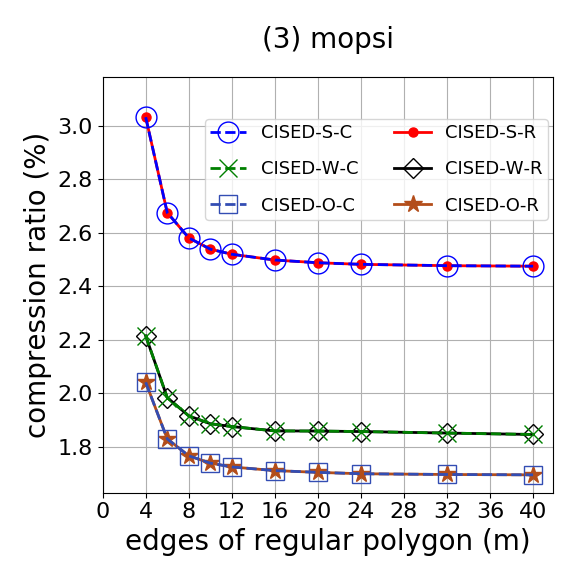 (3) mopsi
compression ratio (%)
3.0
2.8
2.6
2.4
2.2
2.0
1.8
CISED-S-C CISED-S-R
CISED-W-C CISED-W-R
CISED-O-C CISED-O-R
0 4 8 12 16 20 24 28 32 36 40
edges of regular polygon (m)